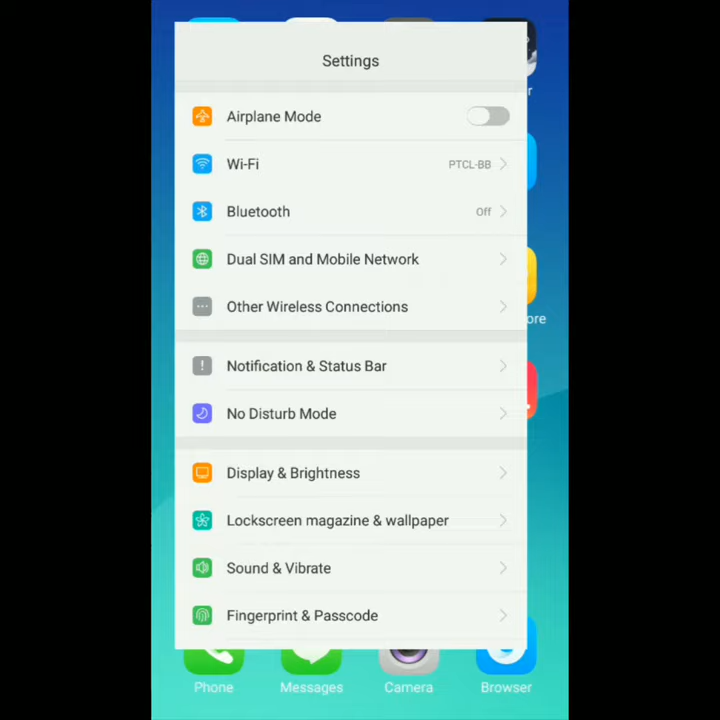 Settings
Airplane Mode
Wi-Fi PTCL-BB
Bluetooth Off
Dual SIM and Mobile Network
Other Wireless Connections
ore
Notification & Status Bar
No Disturb Mode
Display & Brightness
Lockscreen magazine & wallpaper
Sound & Vibrate
Fingerprint & Passcode
Phone Messages Camera Browser